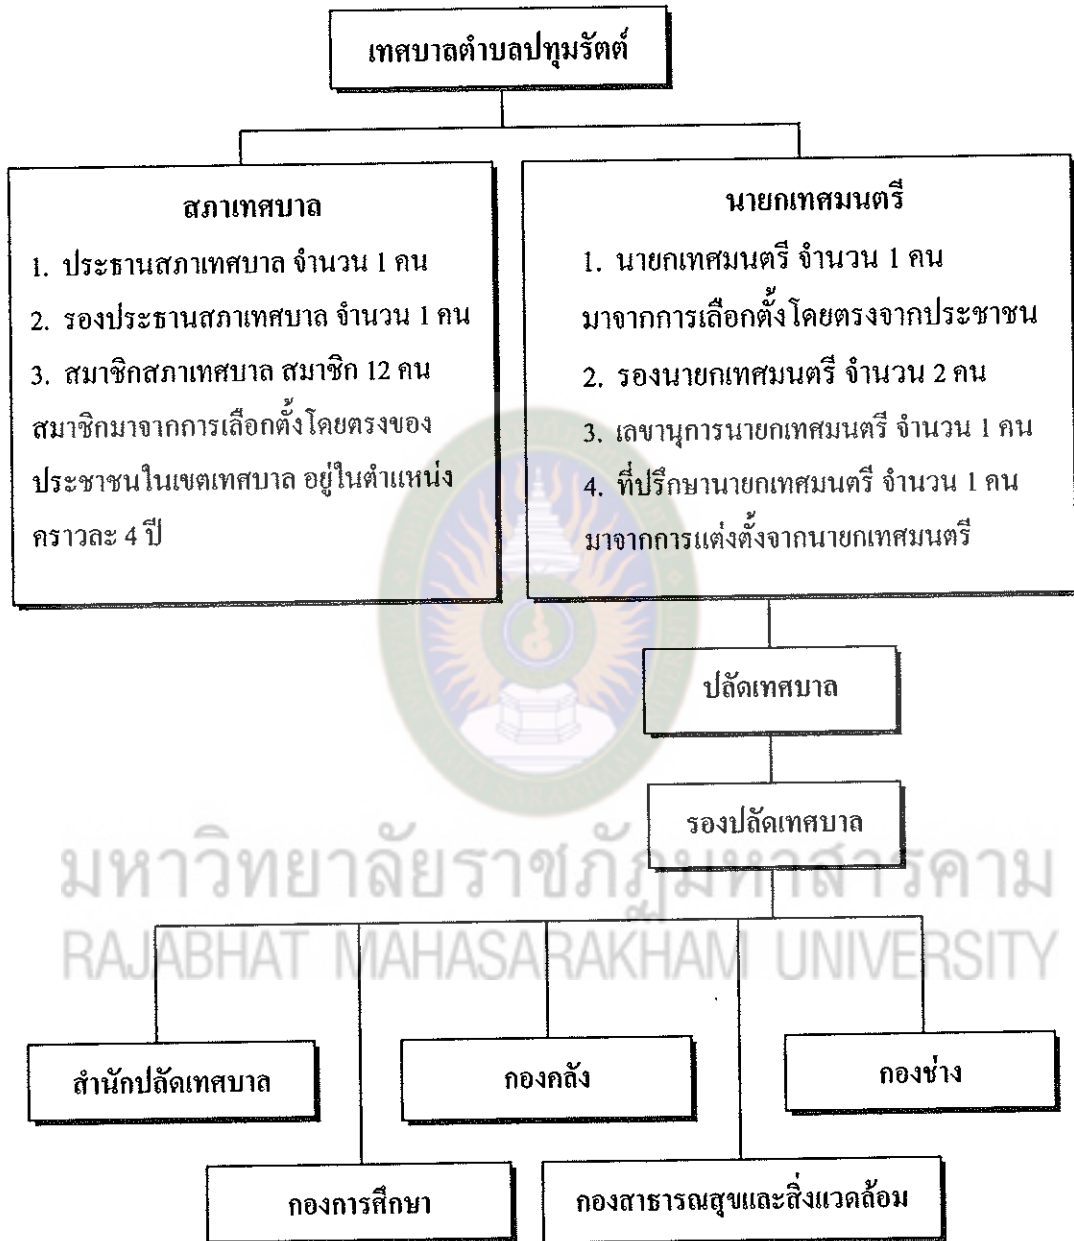 เทศบาลตำบลปทุมรัตต์
สภาเทศบาล
1. ประธานสภาเทศบาล จำนวน 1 คน
2. รองประธานสภาเทศบาล จำนวน 1 คน
3. สมาชิกสภาเทศบาล สมาชิก 12 คน
สมาชิกมาจากการเลือกตั้งโดยตรงของ
ประชาชนในเขตเทศบาล อยู่ในตำแหน่ง
คราวละ 4 ปี
นายกเทศมนตรี
1. นายกเทศมนตรี จำนวน 1 คน
มาจากการเลือกตั้งโดยตรงจากประชาชน
2. รองนายกเทศมนตรี จำนวน 2 คน
3. เลขานุการนายกเทศมนตรี จำนวน 1 คน
4. ที่ปรึกษานายกเทศมนตรี จำนวน 1 คน
มาจากการแต่งตั้งจากนายกเทศมนตรี
ปลัดเทศบาล
รองปลัดเทศบาล
มหาวิทยาลัยราชภัฏมหาสารคาม
RAJABHAT MAHASARAKHAM UNIVERSITY
สำนักปลัดเทศบาล
กองคลัง
กองช่าง
กองการศึกษา
กองสาธารณสุขและสิ่งแวดล้อม